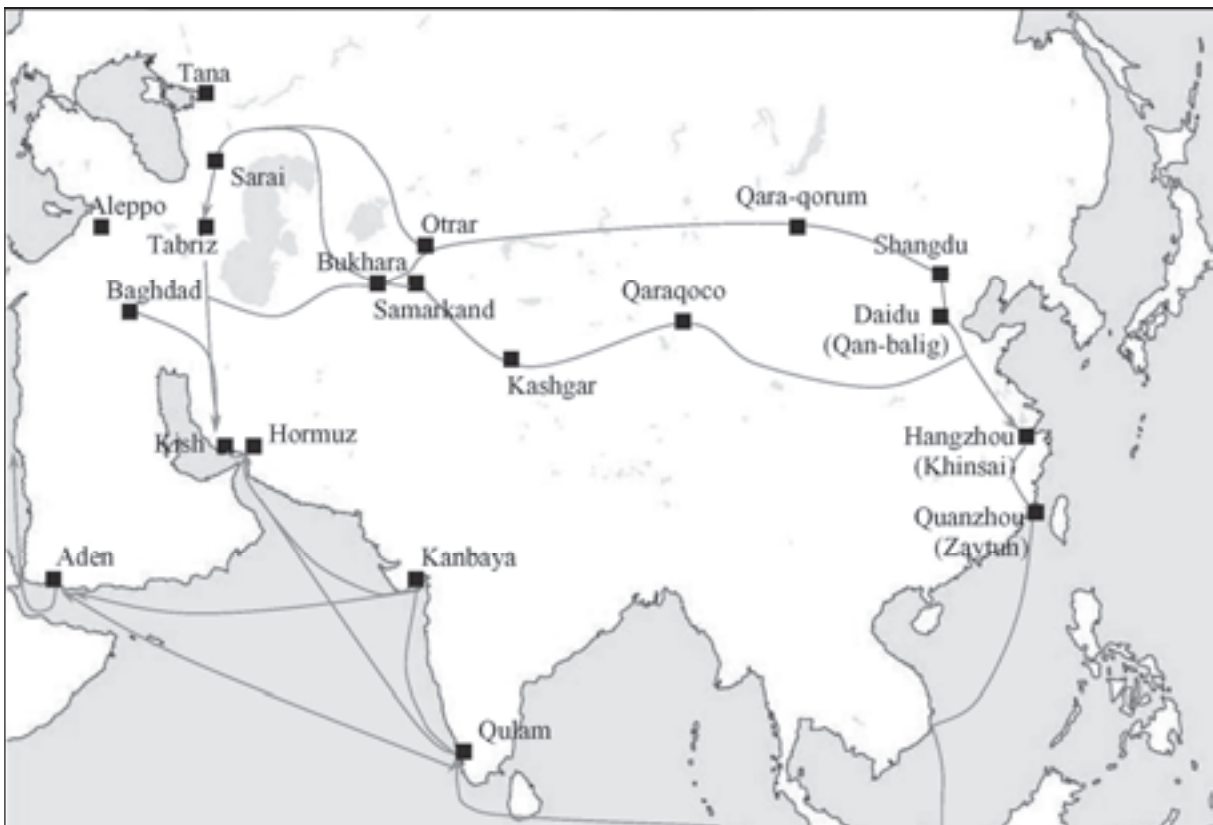 Tana
Sarai
Aleppo
Tabriz
Otrar
Qara-qorum
Shangdu
Bukhara
Samarkand
Baghdad
Qaraqoco
Daidu
(Qan-balig)
Kashgar
Kish
Hormuz
Hangzhou
(Khinsai)
Quanzhou
(Zaytun)
Aden
Kanbaya
Qulam